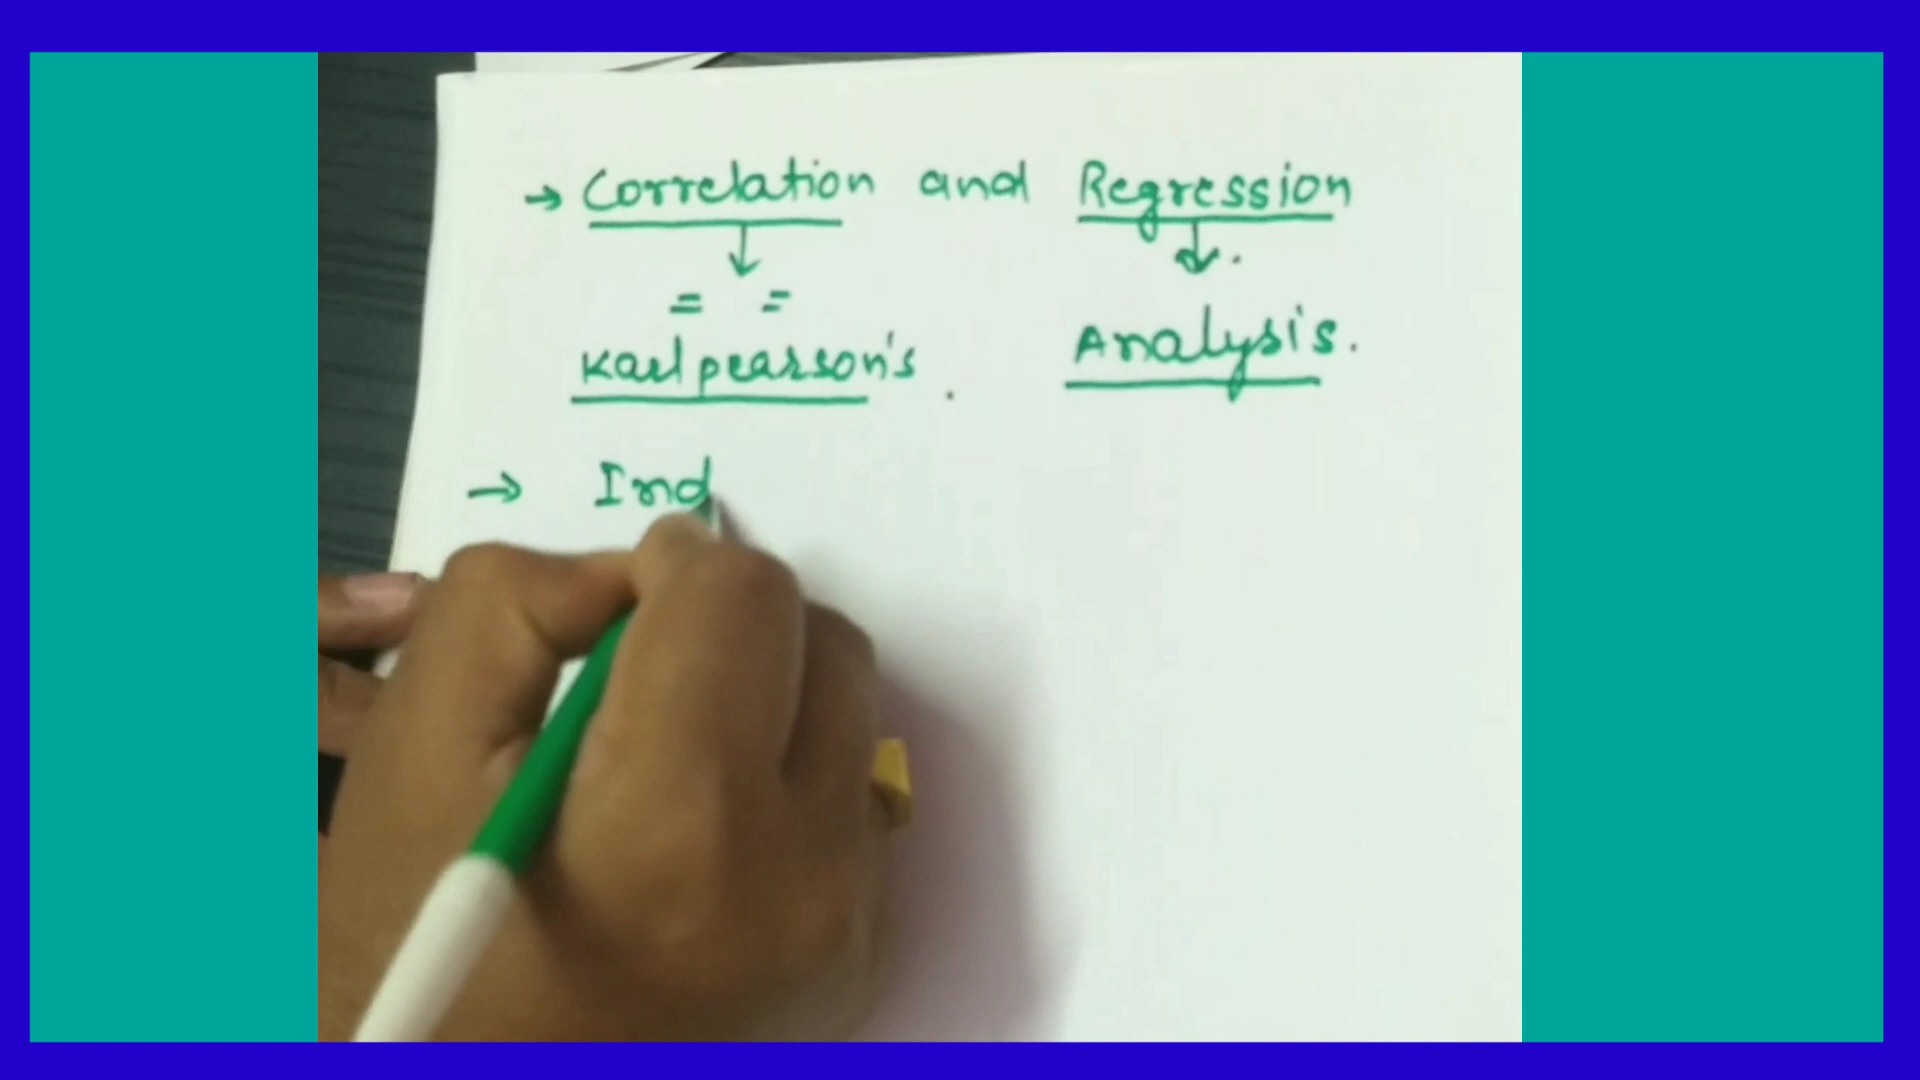 → Correlation and Regression
↓ ↓.
= =
Karl pearson's . Analysis.
→ Ind